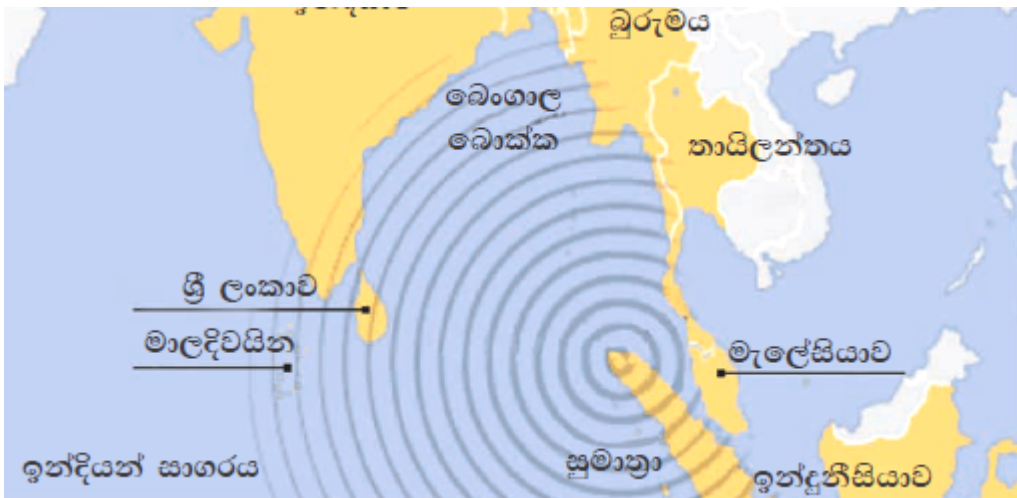 බුරුමය
බෙංගාල
බොක්ක
තායිලන්තය
ශ්‍රී ලංකාව
මාලදිවයින
මැලේසියාව
ඉන්දියන් සාගරය
සුමාත්‍රා
ඉන්දුනීසියාව